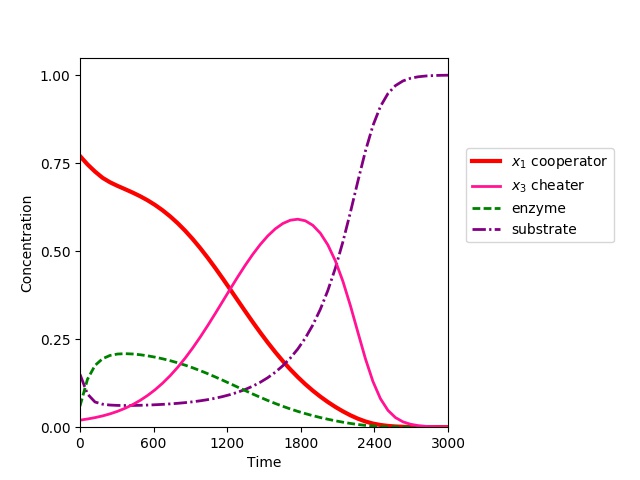 1.00
0.75
0.50
0.25
0.00
Concentration
0 600 1200 1800 2400 3000
Time
x₁ cooperator
x₃ cheater
enzyme
substrate